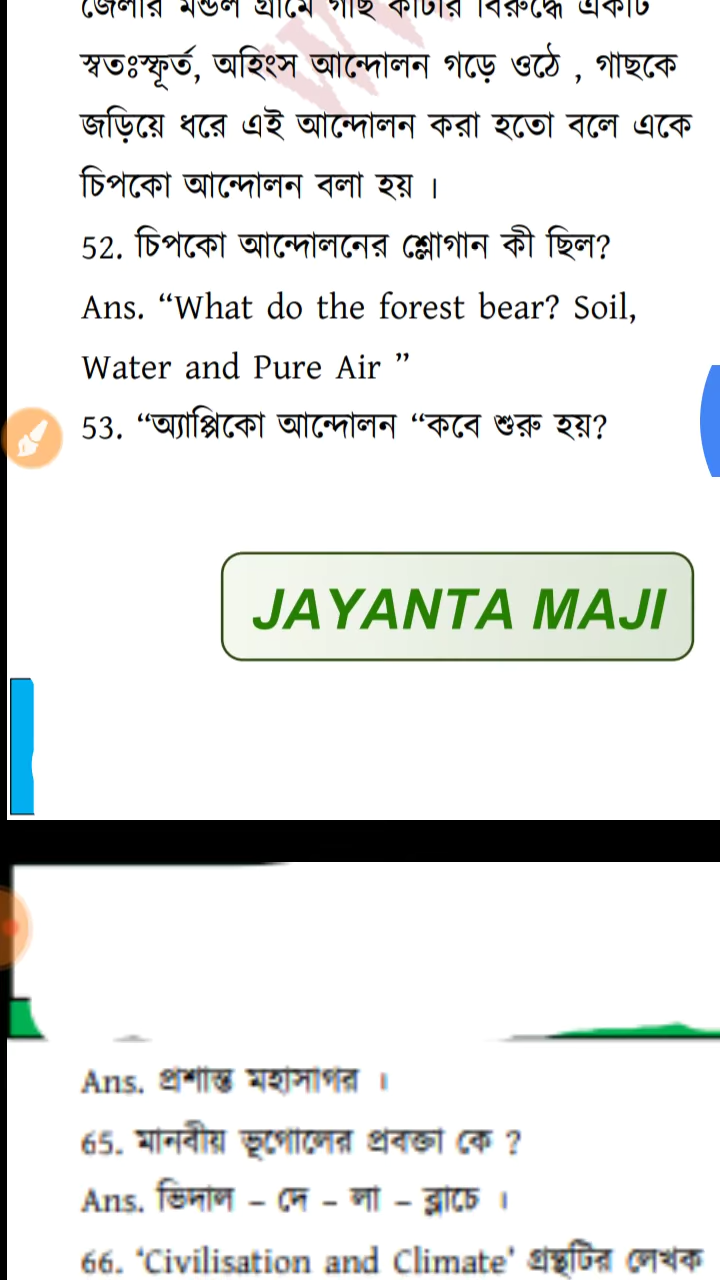 জেলার মন্ডল গ্রামে গাছ কাটার বিরুদ্ধে একটি
স্বতঃস্ফূর্ত, অহিংস আন্দোলন গড়ে ওঠে , গাছকে
জড়িয়ে ধরে এই আন্দোলন করা হতো বলে একে
চিপকো আন্দোলন বলা হয় ।
52. চিপকো আন্দোলনের শ্লোগান কী ছিল?
Ans. “What do the forest bear? Soil,
Water and Pure Air ”
53. “অ্যাপ্পিকো আন্দোলন “কবে শুরু হয়?
JAYANTA MAJI
Ans. প্রশান্ত মহাসাগর ।
65. মানবীয় ভূগোলের প্রবক্তা কে ?
Ans. ভিদাল – দে – লা – ব্লাচে ।
66. ‘Civilisation and Climate’ গ্রন্থটির লেখক